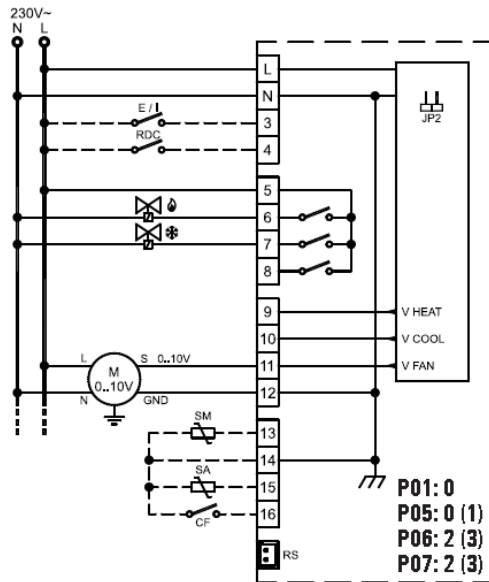 230V~
N L
L
N
JP2
E / I
3
RDC
4
5
6
7
8
9
V HEAT
10
V COOL
L
S 0..10V
11
V FAN
M
0..10V
N
GND
12
SM
13
14
SA
15
CF
16
RS
P01: 0
P05: 0 (1)
P06: 2 (3)
P07: 2 (3)